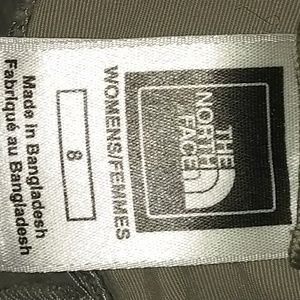 THE
NORTH
FACE
WOMENS/FEMMES
8
Made in Bangladesh
Fabriqué au Bangladesh